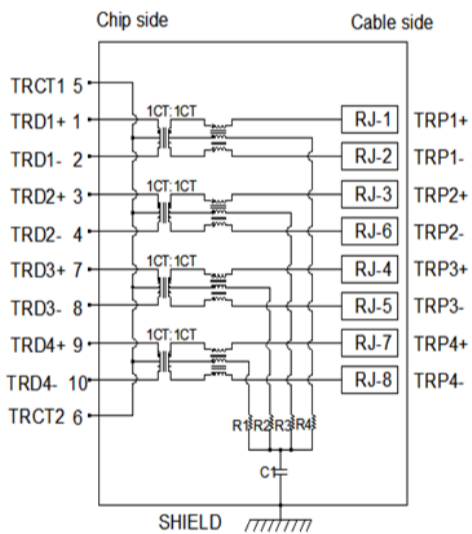 Chip side Cable side
TRCT1 5
1CT:1CT
TRD1+ 1 RJ-1 TRP1+
TRD1- 2 RJ-2 TRP1-
1CT:1CT
TRD2+ 3 RJ-3 TRP2+
TRD2- 4 RJ-6 TRP2-
1CT:1CT
TRD3+ 7 RJ-4 TRP3+
TRD3- 8 RJ-5 TRP3-
1CT:1CT
TRD4+ 9 RJ-7 TRP4+
TRD4- 10 RJ-8 TRP4-
TRCT2 6
R1 R2 R3 R4
C1
SHIELD